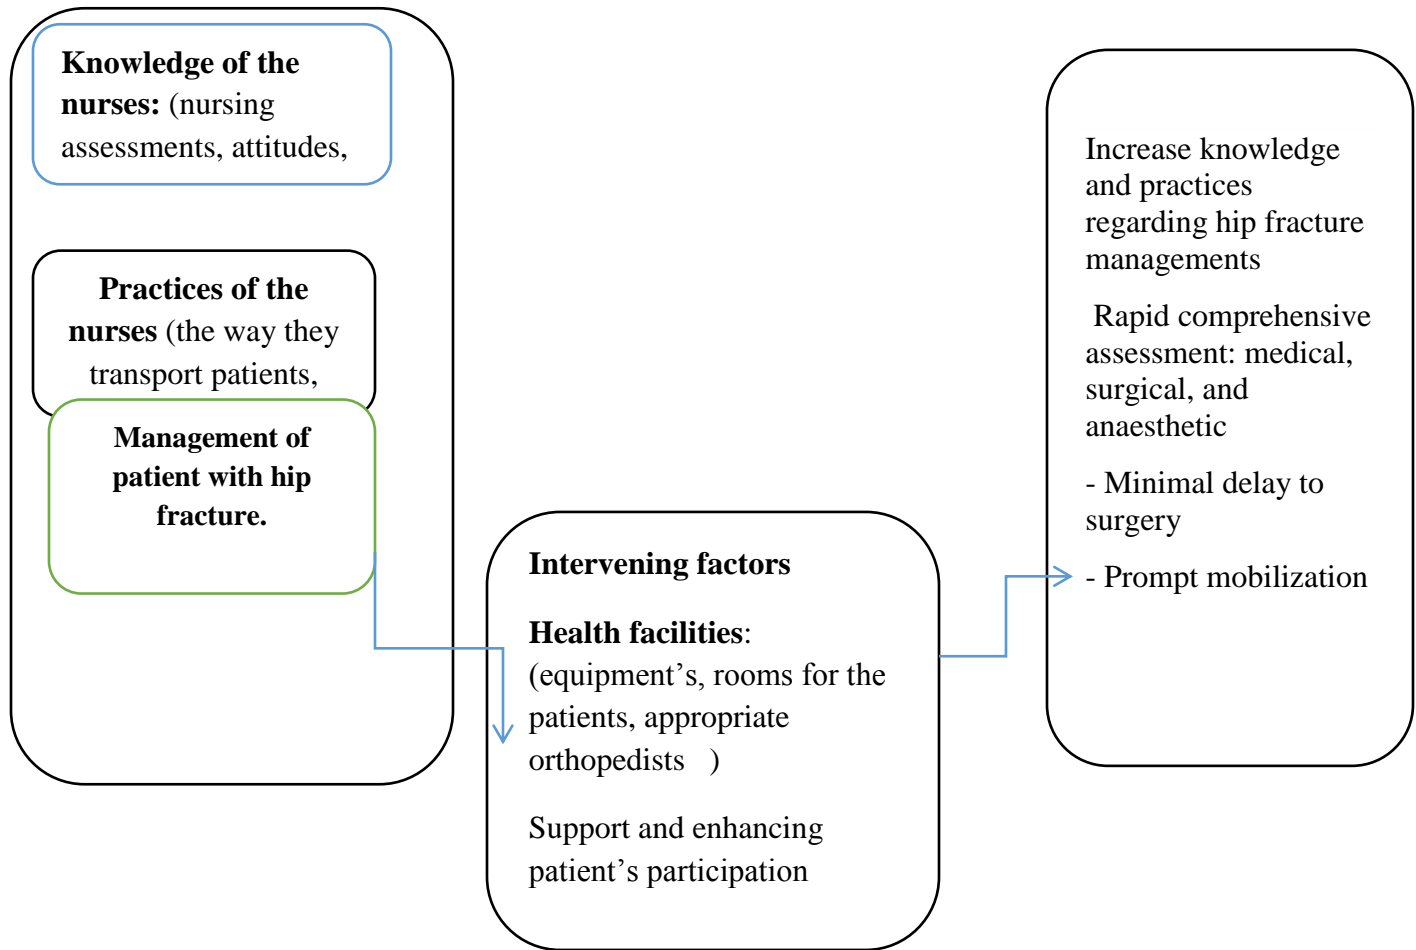 Knowledge of the
nurses: (nursing
assessments, attitudes,
Practices of the
nurses (the way they
transport patients,
Management of
patient with hip
fracture.
Intervening factors
Health facilities:
(equipment’s, rooms for the
patients, appropriate
orthopedists   )
Support and enhancing
patient’s participation
Increase knowledge
and practices
regarding hip fracture
managements
Rapid comprehensive
assessment: medical,
surgical, and
anaesthetic
- Minimal delay to
surgery
- Prompt mobilization